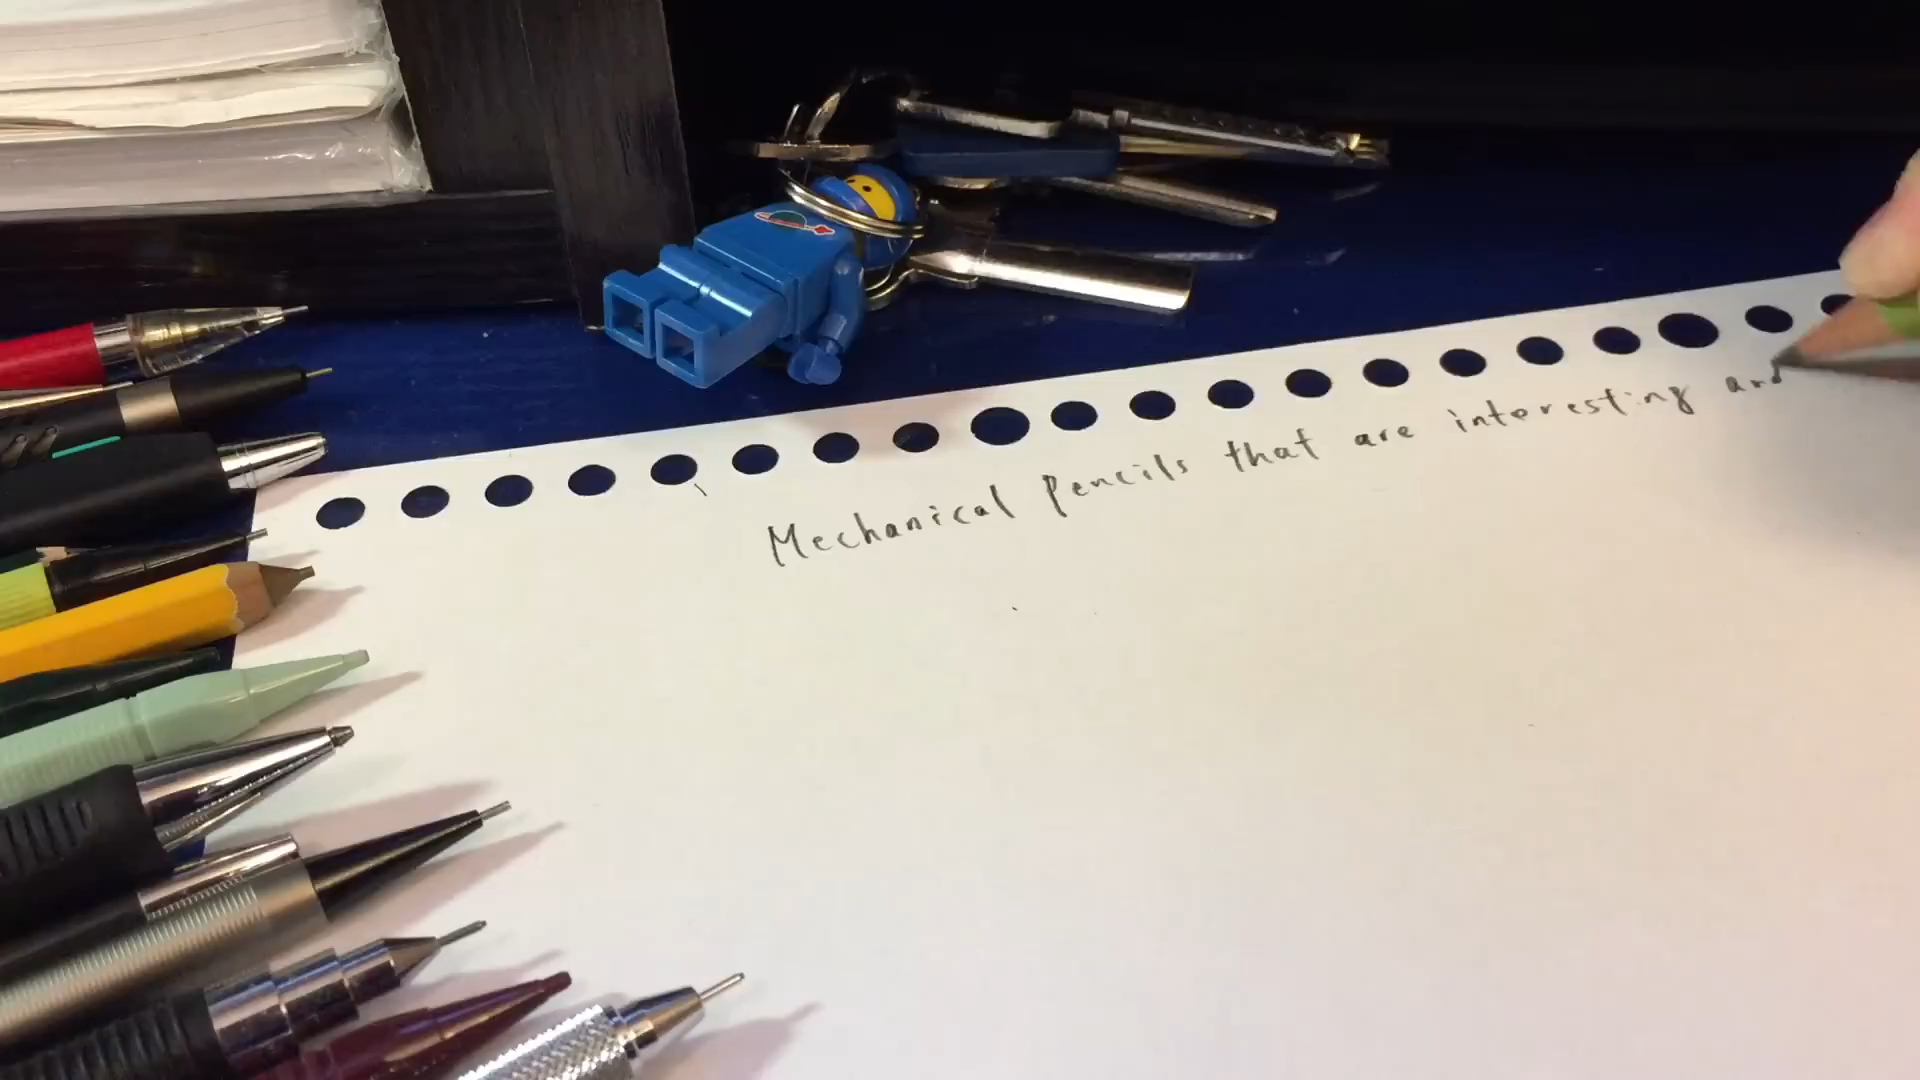 Mechanical pencils that are interesting and